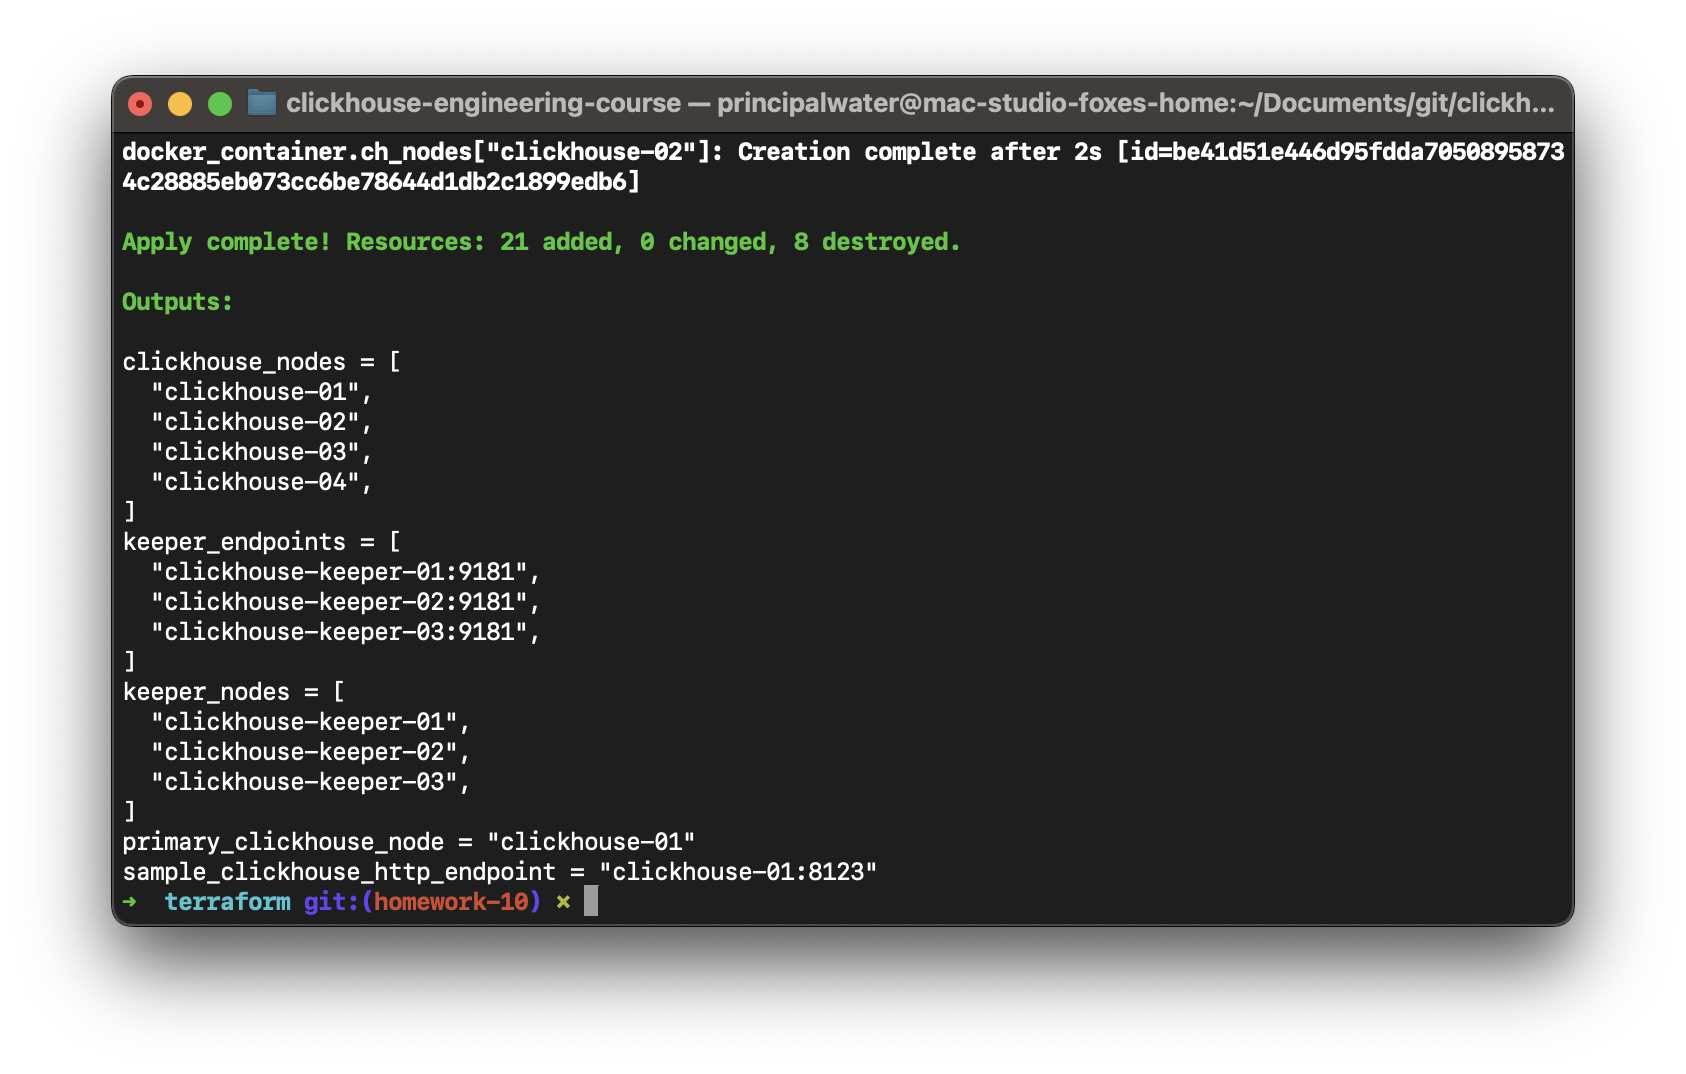 clickhouse-engineering-course — principalwater@mac-studio-foxes-home:~/Documents/git/clickh...
docker_container.ch_nodes["clickhouse-02"]: Creation complete after 2s [id=be41d51e446d95fdda7050895873
4c28885eb073cc6be78644d1db2c1899edb6]
Apply complete! Resources: 21 added, 0 changed, 8 destroyed.
Outputs:
clickhouse_nodes = [
  "clickhouse-01",
  "clickhouse-02",
  "clickhouse-03",
  "clickhouse-04",
]
keeper_endpoints = [
  "clickhouse-keeper-01:9181",
  "clickhouse-keeper-02:9181",
  "clickhouse-keeper-03:9181",
]
keeper_nodes = [
  "clickhouse-keeper-01",
  "clickhouse-keeper-02",
  "clickhouse-keeper-03",
]
primary_clickhouse_node = "clickhouse-01"
sample_clickhouse_http_endpoint = "clickhouse-01:8123"
➜  terraform git:(homework-10) ✗